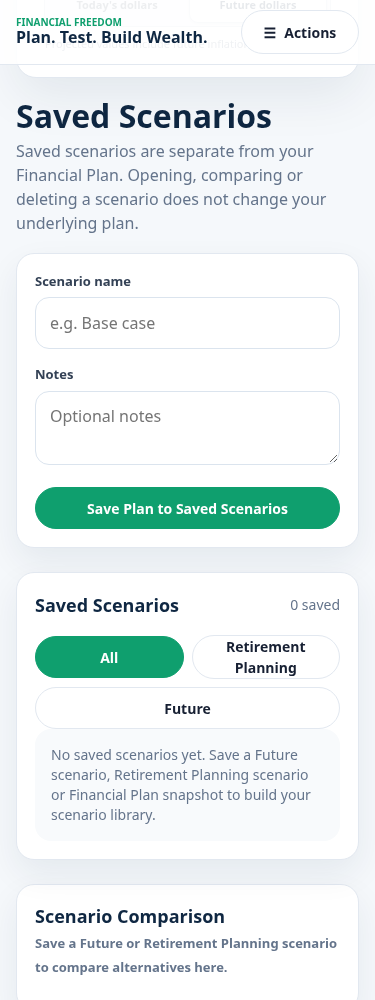 Today's dollars
Future dollars
FINANCIAL FREEDOM
Plan. Test. Build Wealth.
☰ Actions
Saved Scenarios
Saved scenarios are separate from your
Financial Plan. Opening, comparing or
deleting a scenario does not change your
underlying plan.
Scenario name
e.g. Base case
Notes
Optional notes
Save Plan to Saved Scenarios
Saved Scenarios
0 saved
All
Retirement
Planning
Future
No saved scenarios yet. Save a Future
scenario, Retirement Planning scenario
or Financial Plan snapshot to build your
scenario library.
Scenario Comparison
Save a Future or Retirement Planning scenario
to compare alternatives here.